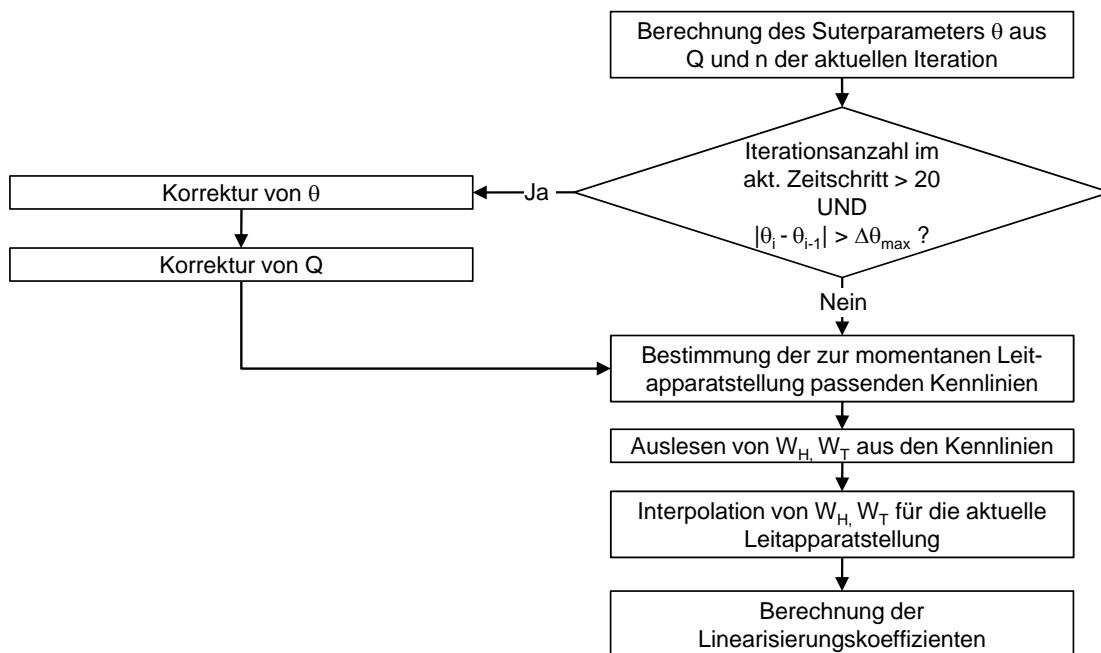 Berechnung des Suterparameters θ aus
Q und n der aktuellen Iteration
Iterationsanzahl im
akt. Zeitschritt > 20
UND
|θi - θi-1| > Δθmax ?
Ja
Korrektur von θ
Korrektur von Q
Nein
Bestimmung der zur momentanen Leit-
apparatstellung passenden Kennlinien
Auslesen von WH, WT aus den Kennlinien
Interpolation von WH, WT für die aktuelle
Leitapparatstellung
Berechnung der
Linearisierungskoeffizienten